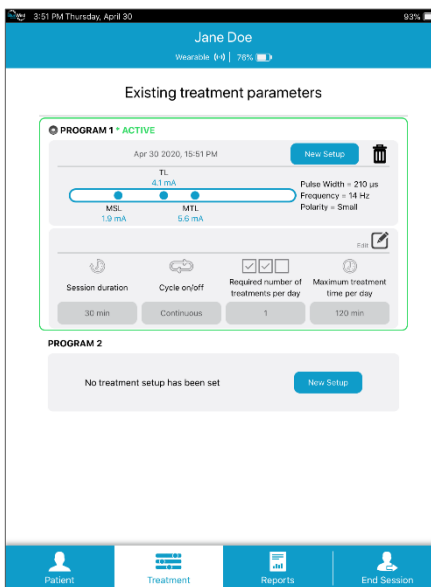 3:51 PM Thursday, April 30
93%
Jane Doe
Wearable
76%
Existing treatment parameters
PROGRAM 1 * ACTIVE
Apr 30 2020, 15:51 PM
New Setup
TL
4.1 mA
MSL
1.9 mA
MTL
5.6 mA
Pulse Width = 210 µs
Frequency = 14 Hz
Polarity = Small
Edit
Session duration
Cycle on/off
Required number of
treatments per day
Maximum treatment
time per day
30 min
Continuous
1
120 min
PROGRAM 2
No treatment setup has been set
New Setup
Patient
Treatment
Reports
End Session